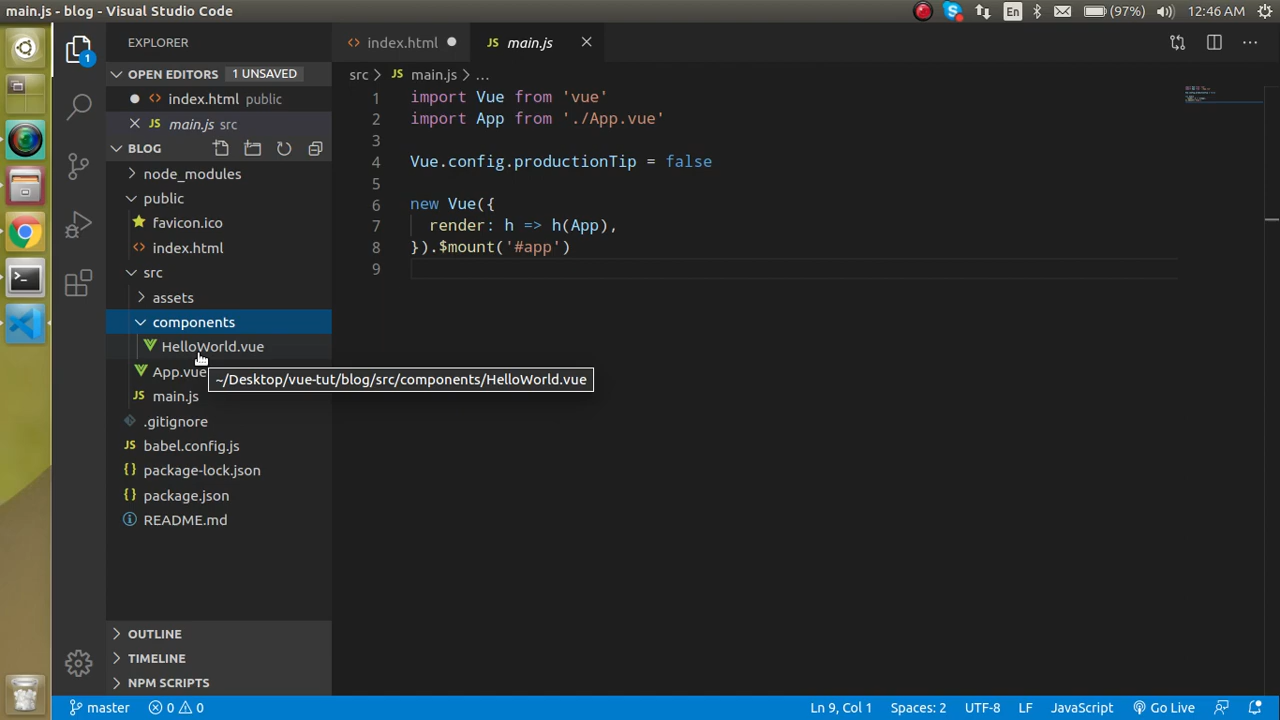 main.js - blog - Visual Studio Code
En
(97%)
12:46 AM
EXPLORER
1
OPEN EDITORS
1 UNSAVED
index.html public
main.js src
BLOG
node_modules
public
favicon.ico
index.html
src
assets
components
HelloWorld.vue
App.vue
main.js
.gitignore
babel.config.js
package-lock.json
package.json
README.md
OUTLINE
TIMELINE
NPM SCRIPTS
index.html
JS main.js
src > JS main.js > ...
1 import Vue from 'vue'
2 import App from './App.vue'
3
4 Vue.config.productionTip = false
5
6 new Vue({
7 render: h => h(App),
8 }).$mount('#app')
9
~/Desktop/vue-tut/blog/src/components/HelloWorld.vue
master
0
0
Ln 9, Col 1
Spaces: 2
UTF-8
LF
JavaScript
Go Live